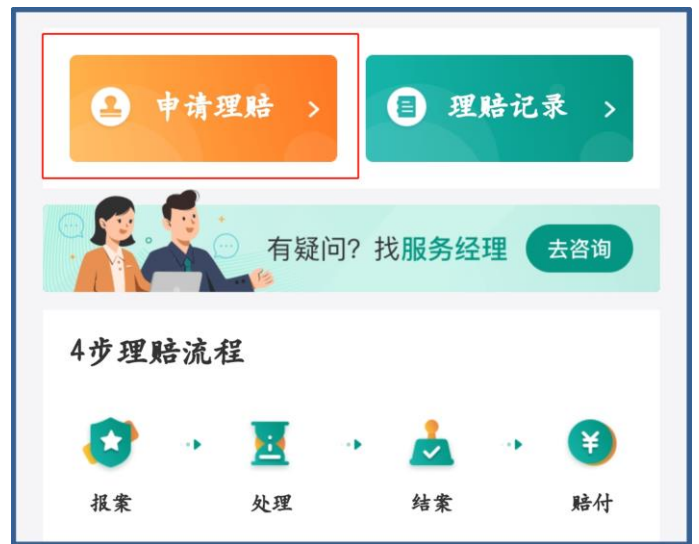 申请理赔 >
理赔记录 >
有疑问? 找服务经理 去咨询
4步理赔流程
报案 处理 结案 赔付